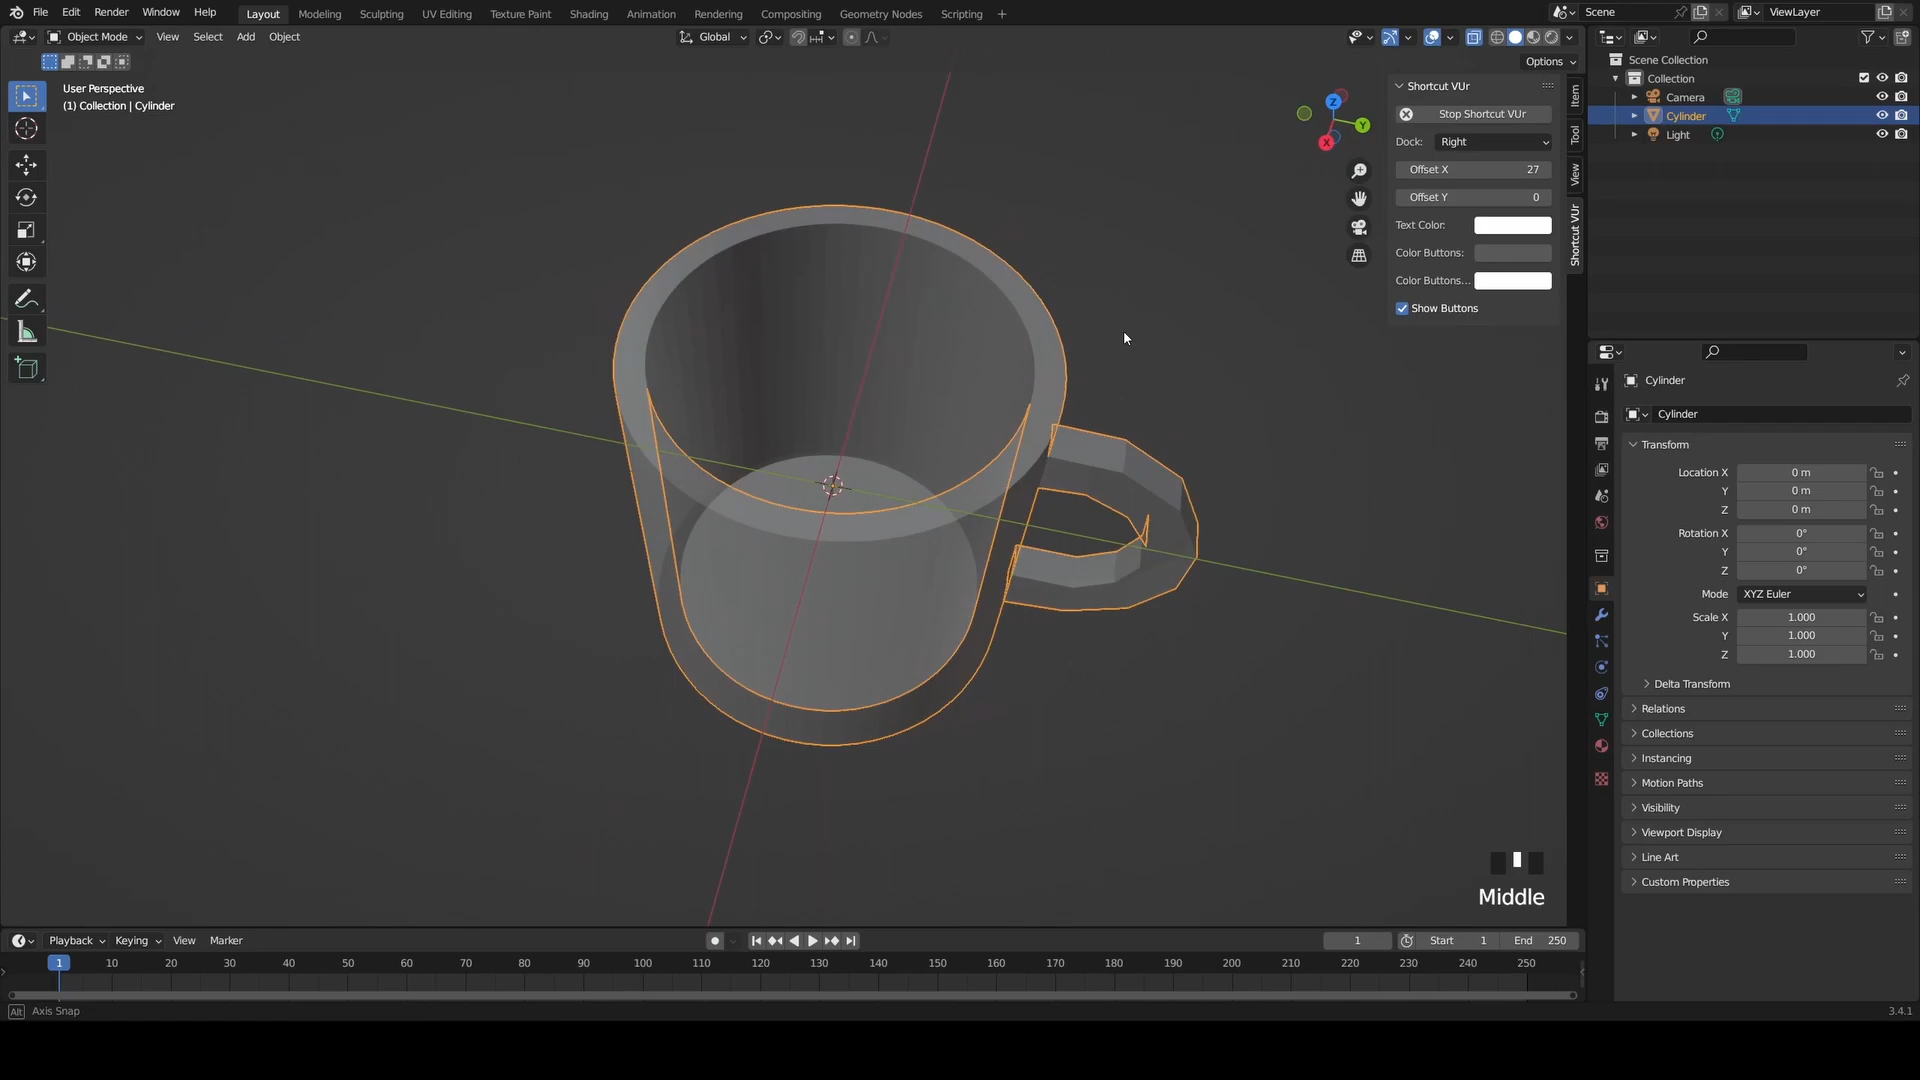 File Edit Render Window Help Layout Modeling Sculpting UV Editing Texture Paint Shading Animation Rendering Compositing Geometry Nodes Scripting + Scene ViewLayer
Object Mode View Select Add Object Global
Options
User Perspective
(1) Collection | Cylinder
Z
Y
X
Shortcut VUr
Stop Shortcut VUr
Dock: Right
Offset X 27
Offset Y 0
Text Color:
Color Buttons:
Color Buttons...
Show Buttons
Item
Tool
View
Shortcut VUr
Scene Collection
Collection
Camera
Cylinder
Light
Cylinder
Cylinder
Transform
Location X 0 m
Y 0 m
Z 0 m
Rotation X 0°
Y 0°
Z 0°
Mode XYZ Euler
Scale X 1.000
Y 1.000
Z 1.000
Delta Transform
Relations
Collections
Instancing
Motion Paths
Visibility
Viewport Display
Line Art
Custom Properties
Middle
Playback Keying View Marker 1 Start 1 End 250
1 10 20 30 40 50 60 70 80 90 100 110 120 130 140 150 160 170 180 190 200 210 220 230 240 250
Alt Axis Snap 3.4.1